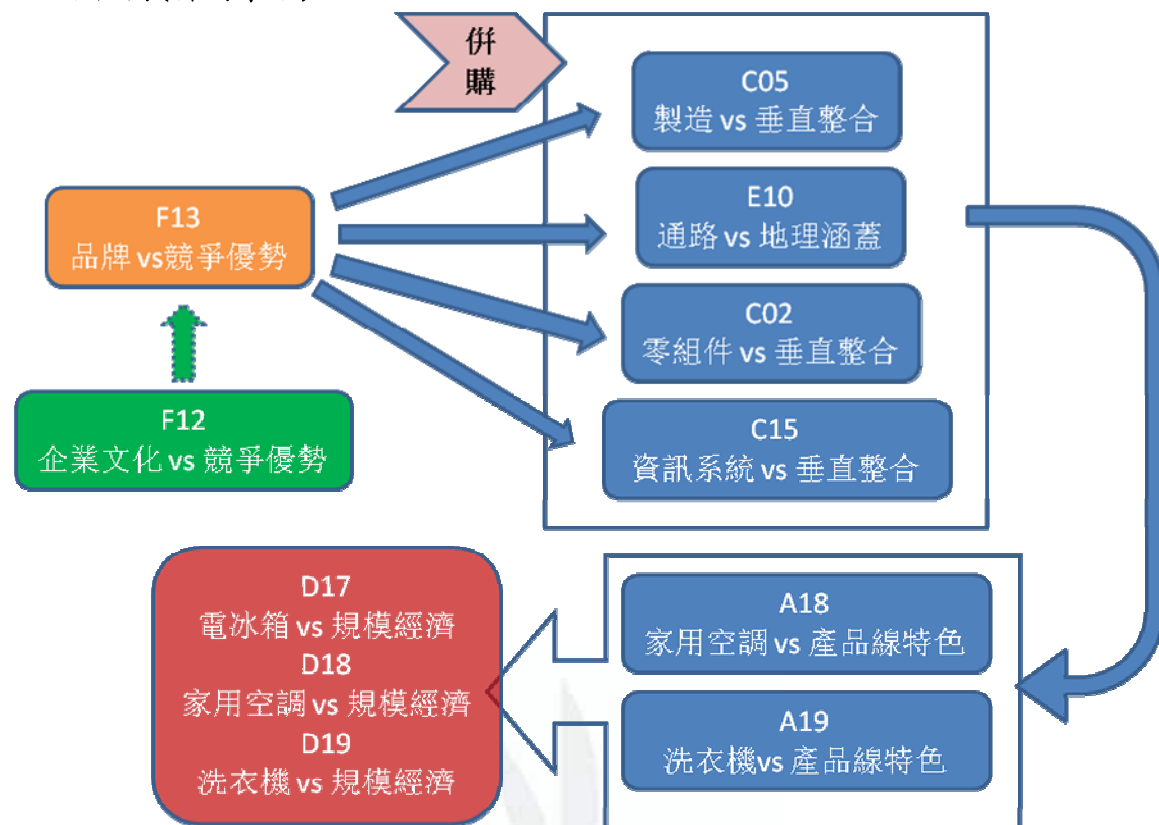 併
購
C05
製造 vs 垂直整合
E10
通路 vs 地理涵蓋
C02
零組件 vs 垂直整合
C15
資訊系統 vs 垂直整合
F13
品牌 vs競爭優勢
F12
企業文化 vs 競爭優勢
D17
電冰箱 vs 規模經濟
D18
家用空調 vs 規模經濟
D19
洗衣機 vs 規模經濟
A18
家用空調 vs 產品線特色
A19
洗衣機vs 產品線特色